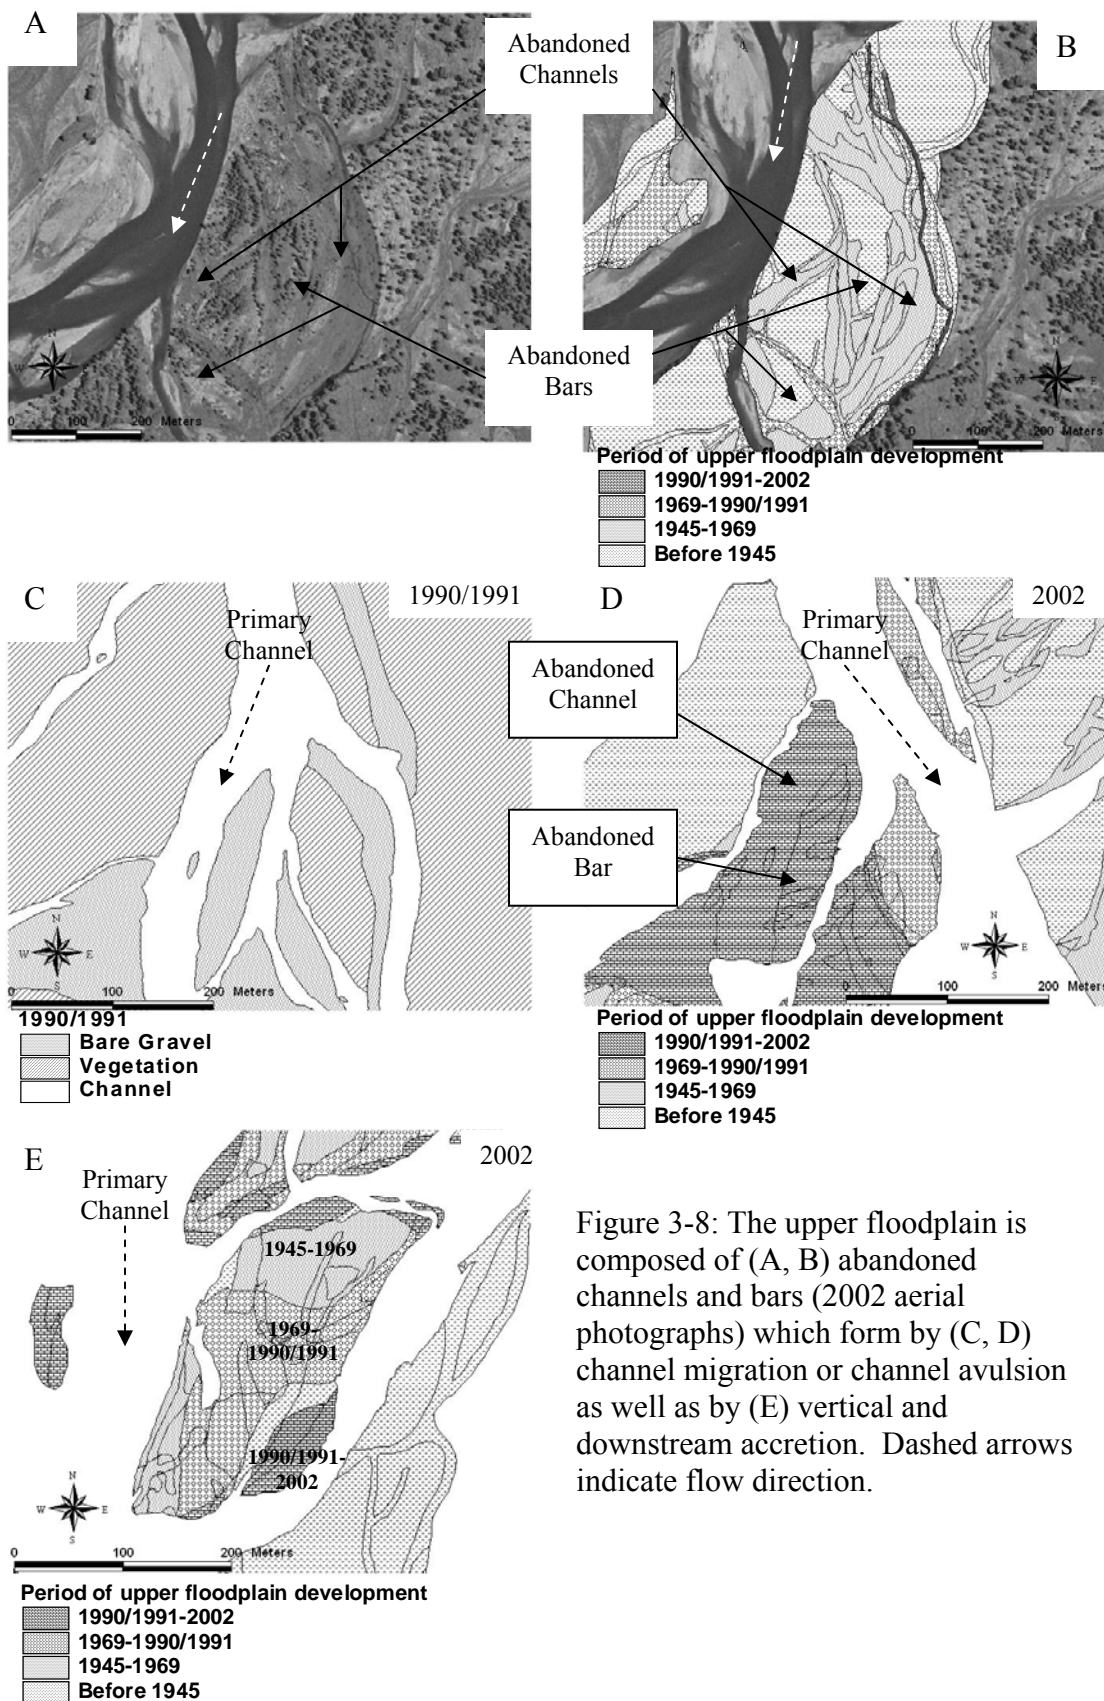 A
Abandoned
Channels
B
Abandoned
Bars
N
W
E
S
0 100 200 Meters
N
W
E
S
0 100 200 Meters
Period of upper floodplain development
1990/1991-2002
1969-1990/1991
1945-1969
Before 1945
C
1990/1991
Primary
Channel
N
W
E
S
0 100 200 Meters
1990/1991
Bare Gravel
Vegetation
Channel
D
2002
Primary
Channel
Abandoned
Channel
Abandoned
Bar
N
W
E
S
0 100 200 Meters
Period of upper floodplain development
1990/1991-2002
1969-1990/1991
1945-1969
Before 1945
E
2002
Primary
Channel
1945-1969
1969-
1990/1991
1990/1991-
2002
N
W
E
S
0 100 200 Meters
Period of upper floodplain development
1990/1991-2002
1969-1990/1991
1945-1969
Before 1945
Figure 3-8: The upper floodplain is
composed of (A, B) abandoned
channels and bars (2002 aerial
photographs) which form by (C, D)
channel migration or channel avulsion
as well as by (E) vertical and
downstream accretion.  Dashed arrows
indicate flow direction.